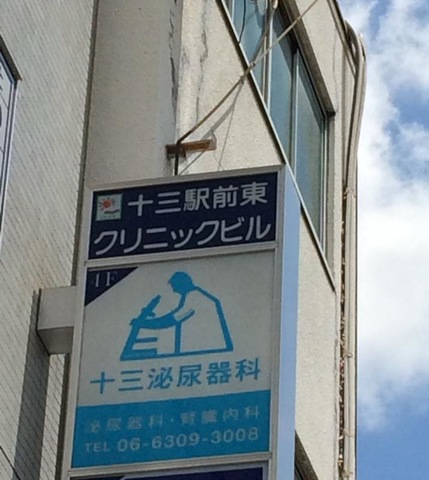 十三駅前東
クリニックビル
4F
十三泌尿器科
泌尿器科・腎臓内科
TEL 06-6309-3008